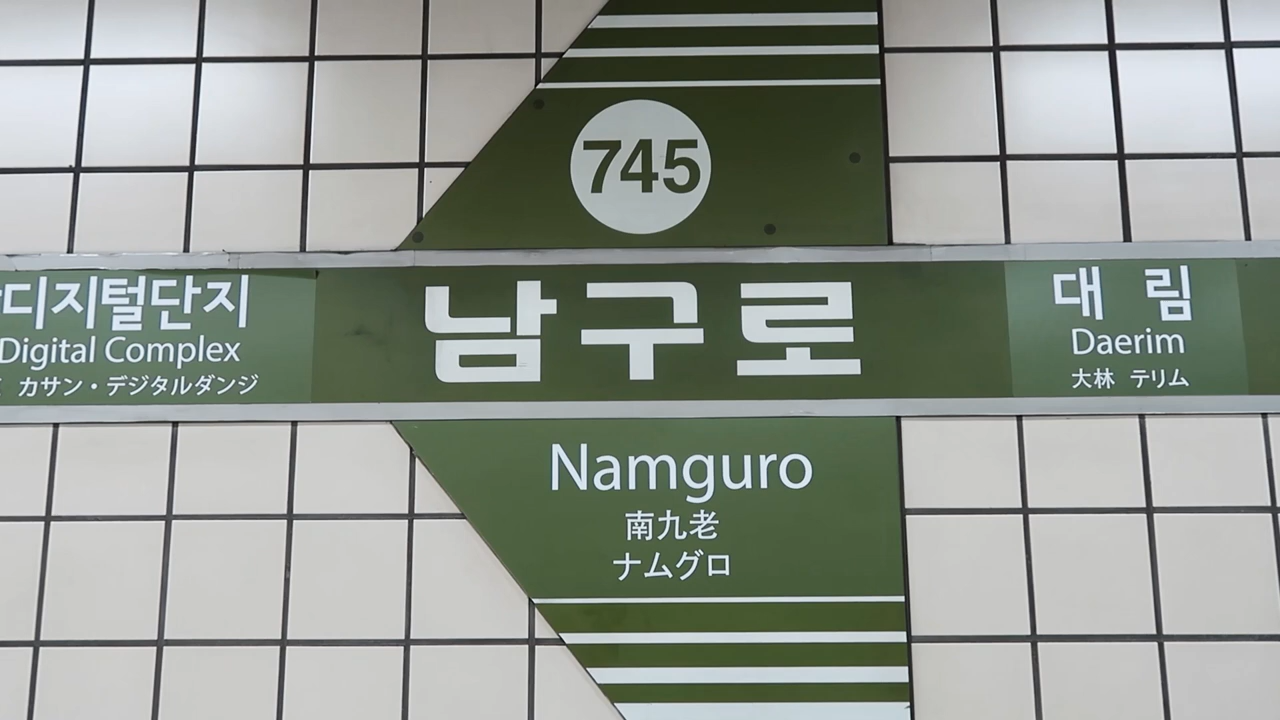 745
디지털단지
Digital Complex
カサン・デジタルダンジ
남구로
대 림
Daerim
大林 テリム
Namguro
南九老
ナムグロ